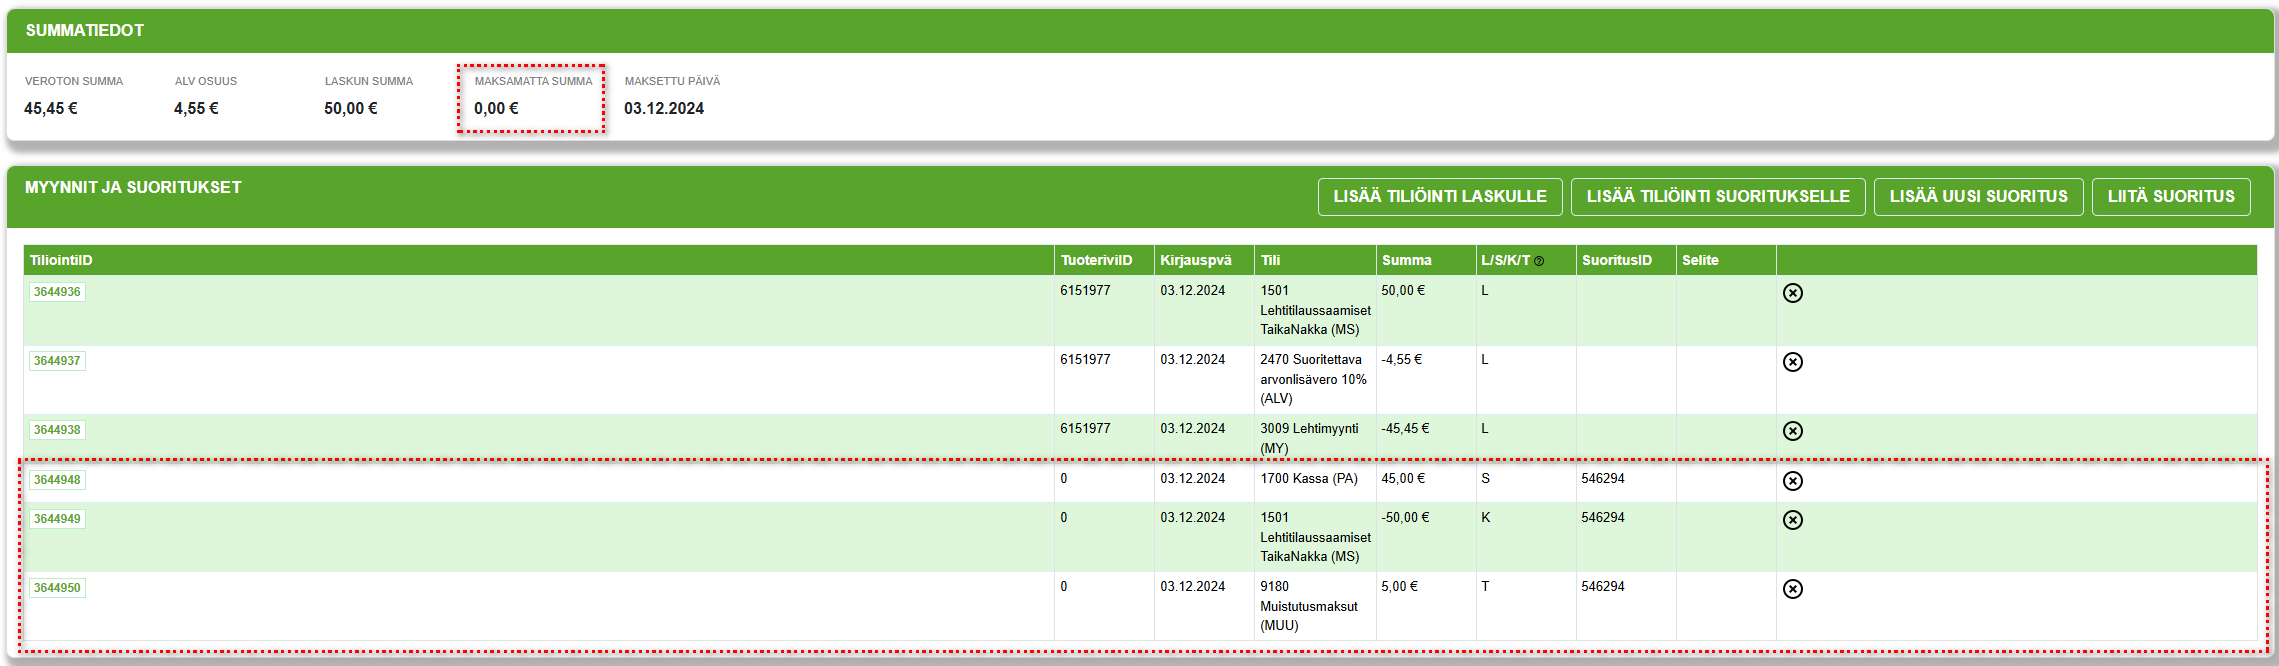 SUMMATIEDOT
VEROTON SUMMA ALV OSUUS LASKUN SUMMA MAKSAMATTA SUMMA MAKSETTU PÄIVÄ
45,45 € 4,55 € 50,00 € 0,00 € 03.12.2024
MYYNNIT JA SUORITUKSET LISÄÄ TILIÖINTI LASKULLE LISÄÄ TILIÖINTI SUORITUKSELLE LISÄÄ UUSI SUORITUS LIITÄ SUORITUS
TiliointiID TuoteriviID Kirjauspvä Tili Summa L/S/K/T SuoritusID Selite
3644936 6151977 03.12.2024 1501 50,00 € L
Lehtitilaussaamiset
TaikaNakka (MS)
3644937 6151977 03.12.2024 2470 Suoritettava -4,55 € L
arvonlisävero 10%
(ALV)
3644938 6151977 03.12.2024 3009 Lehtimyynti -45,45 € L
(MY)
3644948 0 03.12.2024 1700 Kassa (PA) 45,00 € S 546294
3644949 0 03.12.2024 1501 -50,00 € K 546294
Lehtitilaussaamiset
TaikaNakka (MS)
3644950 0 03.12.2024 9180 5,00 € T 546294
Muistutusmaksut
(MUU)